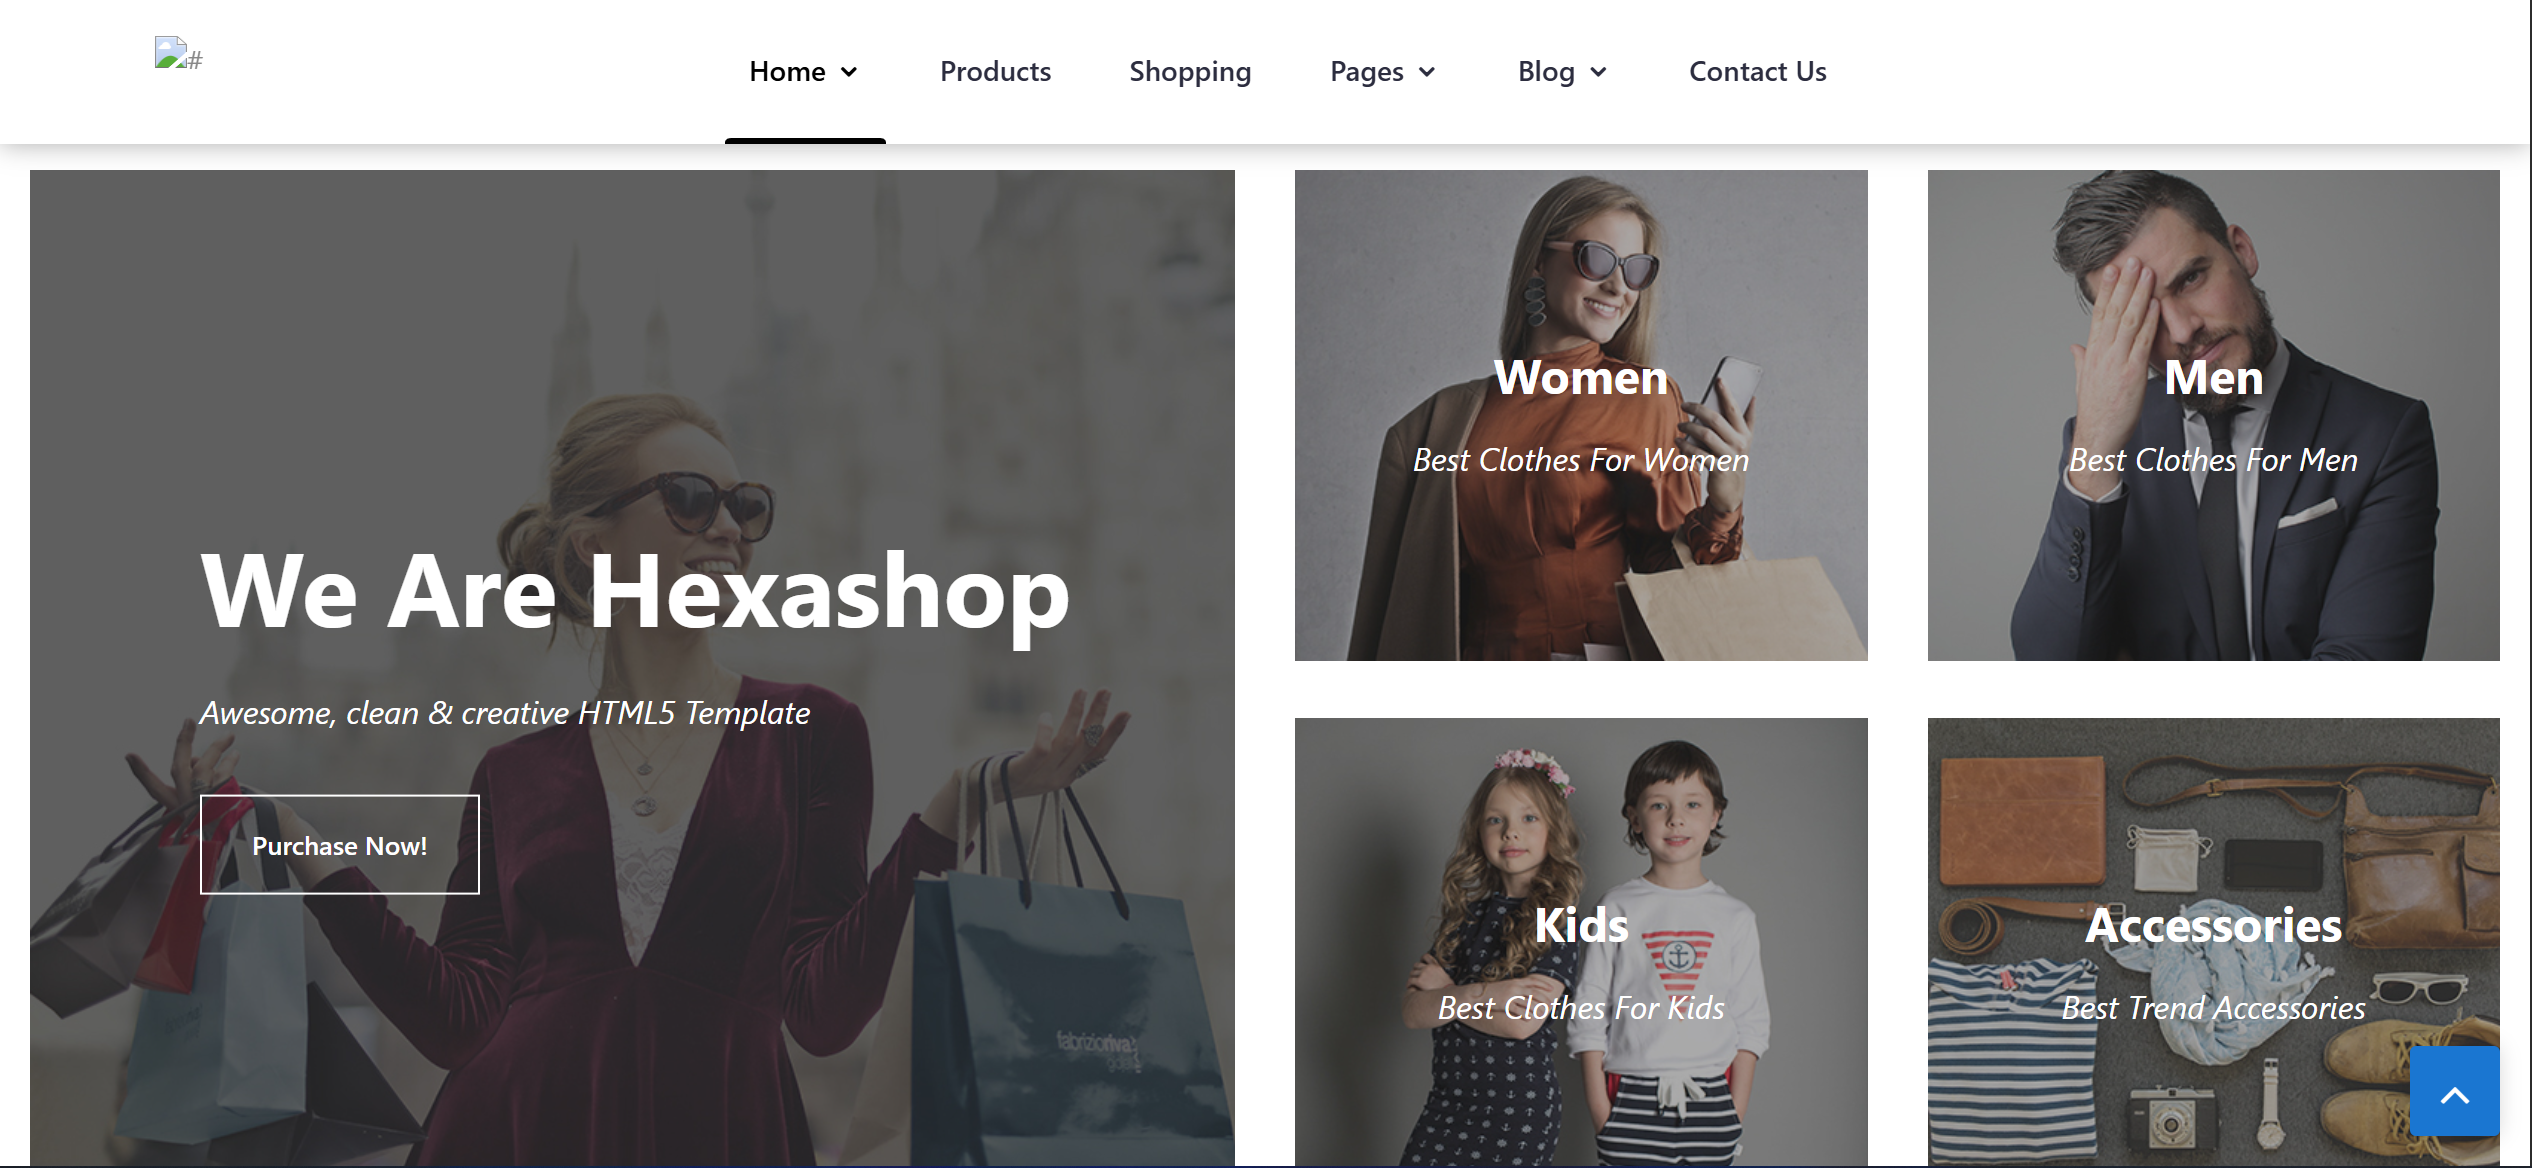 #
Home
Products
Shopping
Pages
Blog
Contact Us
We Are Hexashop
Awesome, clean & creative HTML5 Template
Purchase Now!
Women
Best Clothes For Women
Men
Best Clothes For Men
Kids
Best Clothes For Kids
Accessories
Best Trend Accessories
fabrizioriva